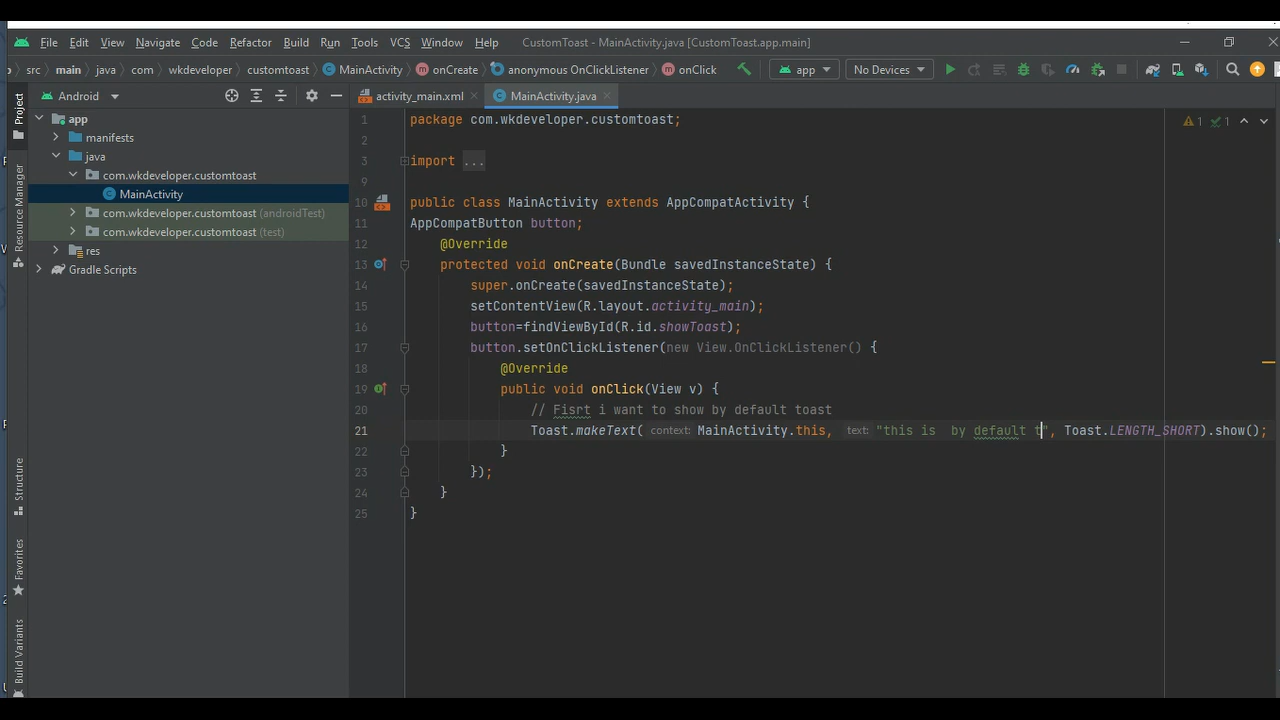 File Edit View Navigate Code Refactor Build Run Tools VCS Window Help CustomToast - MainActivity.java [CustomToast.app.main]
src main java com wkdeveloper customtoast MainActivity onCreate anonymous OnClickListener onClick app No Devices
Project
Resource Manager
Structure
Favorites
Build Variants
Android
app
manifests
java
com.wkdeveloper.customtoast
MainActivity
com.wkdeveloper.customtoast (androidTest)
com.wkdeveloper.customtoast (test)
res
Gradle Scripts
activity_main.xml MainActivity.java
1 package com.wkdeveloper.customtoast; 1 1
2
3 import ...
9
10 public class MainActivity extends AppCompatActivity {
11 AppCompatButton button;
12 @Override
13 protected void onCreate(Bundle savedInstanceState) {
14 super.onCreate(savedInstanceState);
15 setContentView(R.layout.activity_main);
16 button=findViewById(R.id.showToast);
17 button.setOnClickListener(new View.OnClickListener() {
18 @Override
19 public void onClick(View v) {
20 // Fisrt i want to show by default toast
21 Toast.makeText( context: MainActivity.this, text: "this is  by default t", Toast.LENGTH_SHORT).show();
22 }
23 });
24 }
25 }